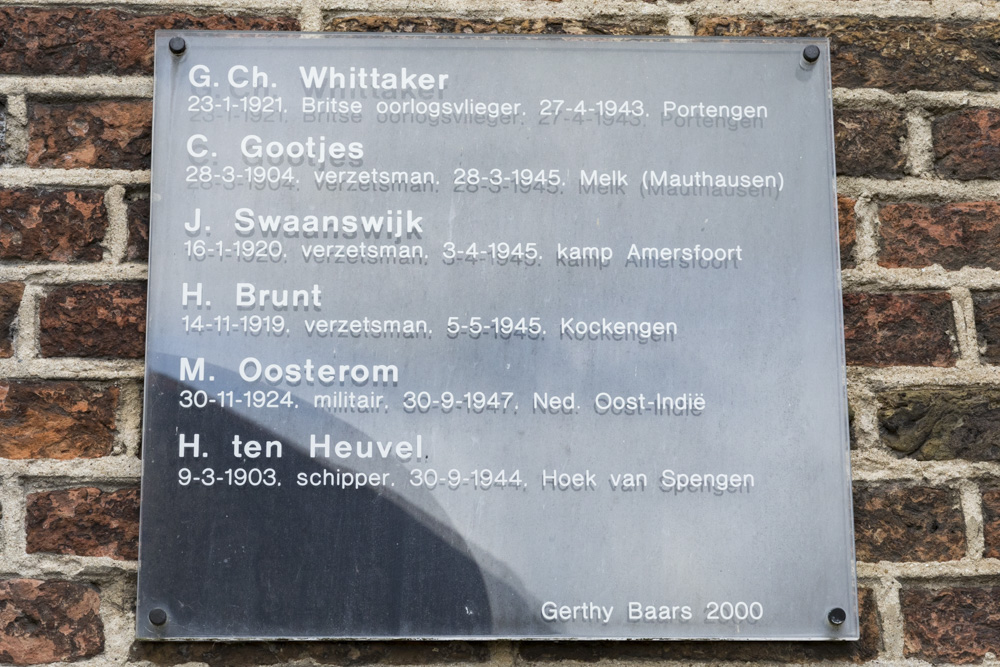 G. Ch. Whittaker
23-1-1921. Britse oorlogsvlieger. 27-4-1943. Portengen
C. Gootjes
28-3-1904. verzetsman. 28-3-1945. Melk (Mauthausen)
J. Swaanswijk
16-1-1920. verzetsman. 3-4-1945. kamp Amersfoort
H. Brunt
14-11-1919. verzetsman. 5-5-1945. Kockengen
M. Oosterom
30-11-1924. militair. 30-9-1947. Ned. Oost-Indië
H. ten Heuvel
9-3-1903. schipper. 30-9-1944. Hoek van Spengen
Gerthy Baars 2000